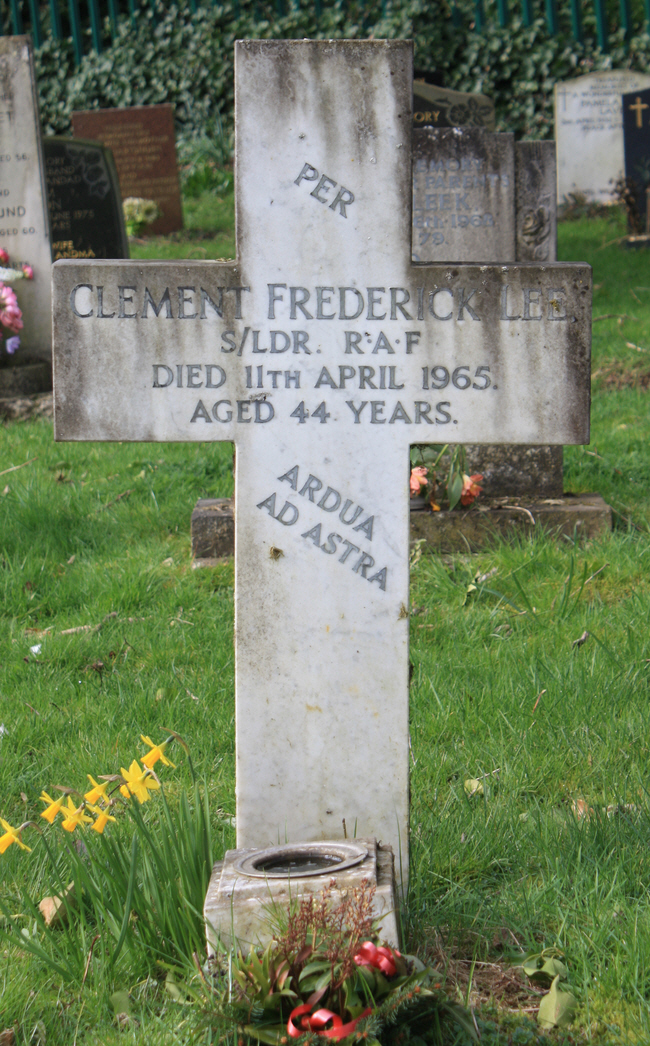 PER
CLEMENT FREDERICK LEE.
S/LDR. R·A·F
DIED 11TH APRIL 1965.
AGED 44 YEARS.
ARDUA
AD ASTRA